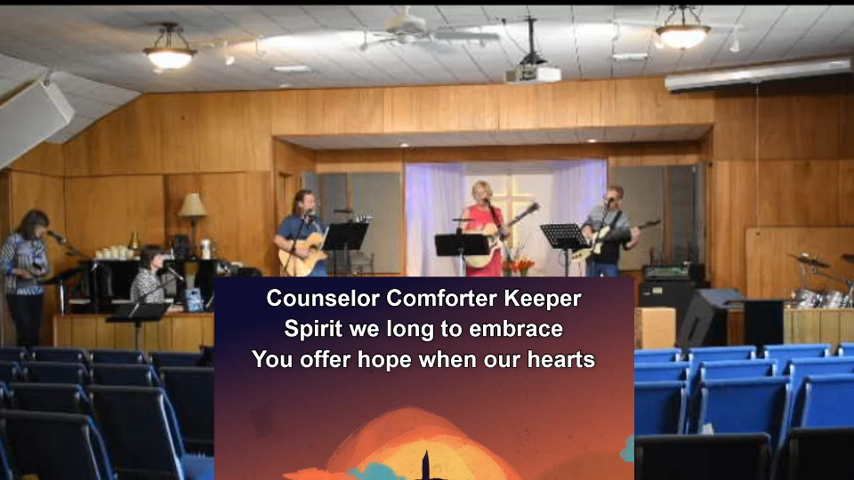 Counselor Comforter Keeper
Spirit we long to embrace
You offer hope when our hearts